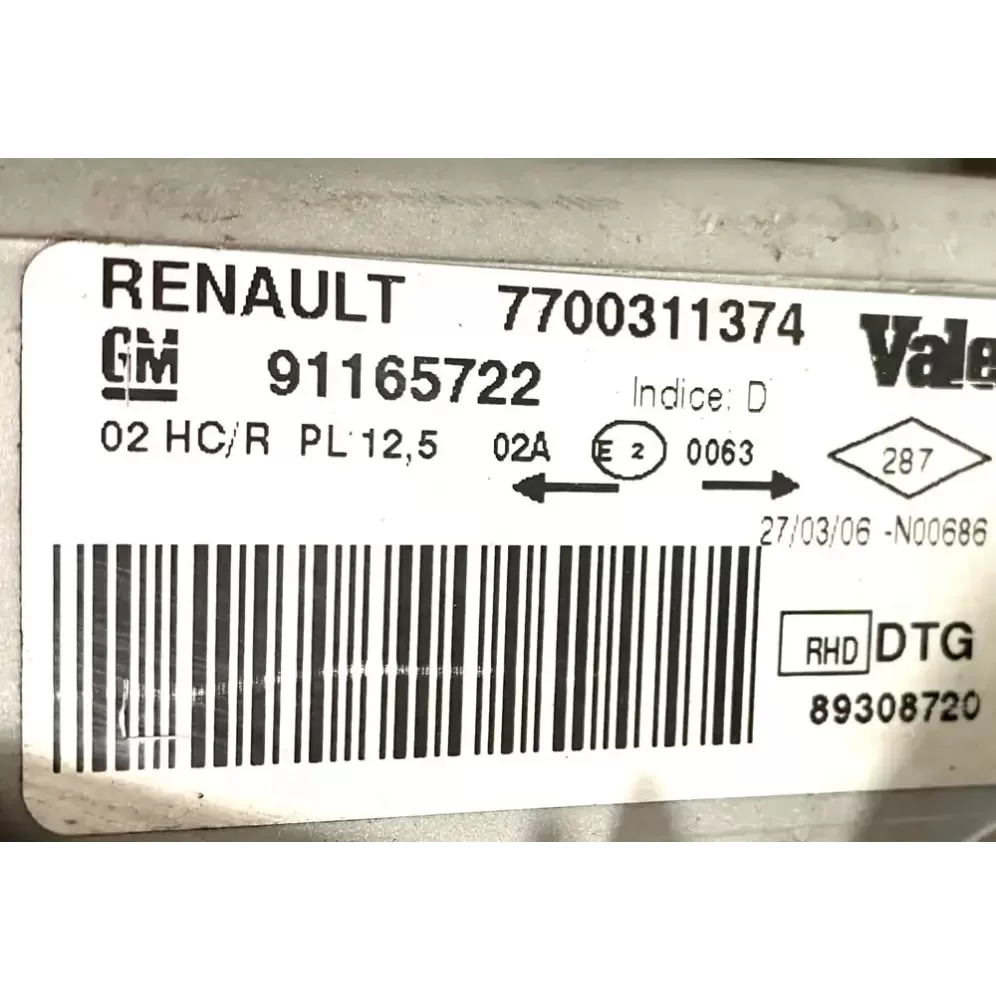 RENAULT 7700311374
GM 91165722 Indice: D Vale
02 HC/R PL 12,5 02A E 2 0063 287
27/03/06 -N00686
RHD DTG
89308720